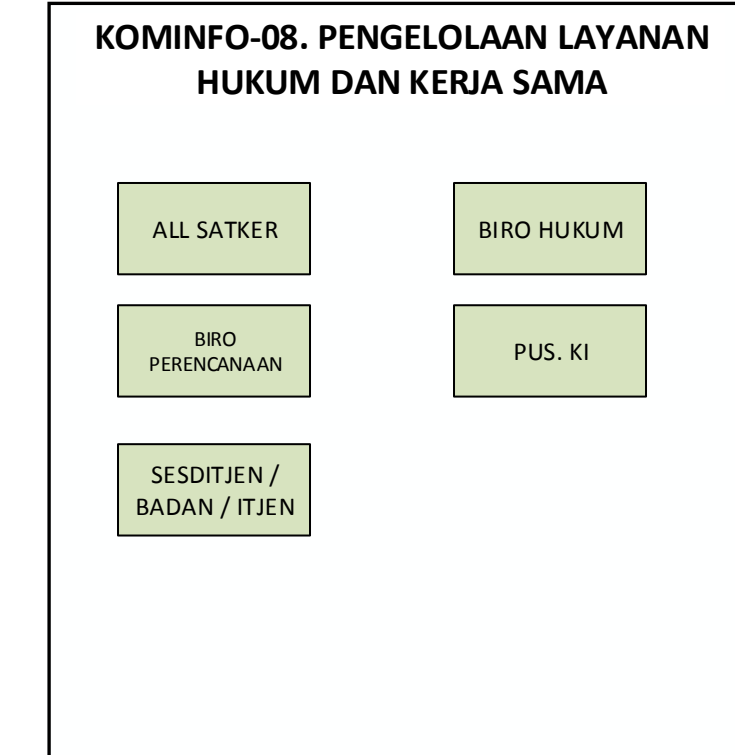 KOMINFO-08. PENGELOLAAN LAYANAN
HUKUM DAN KERJA SAMA
ALL SATKER
BIRO HUKUM
BIRO
PERENCANAAN
PUS. KI
SESDITJEN /
BADAN / ITJEN